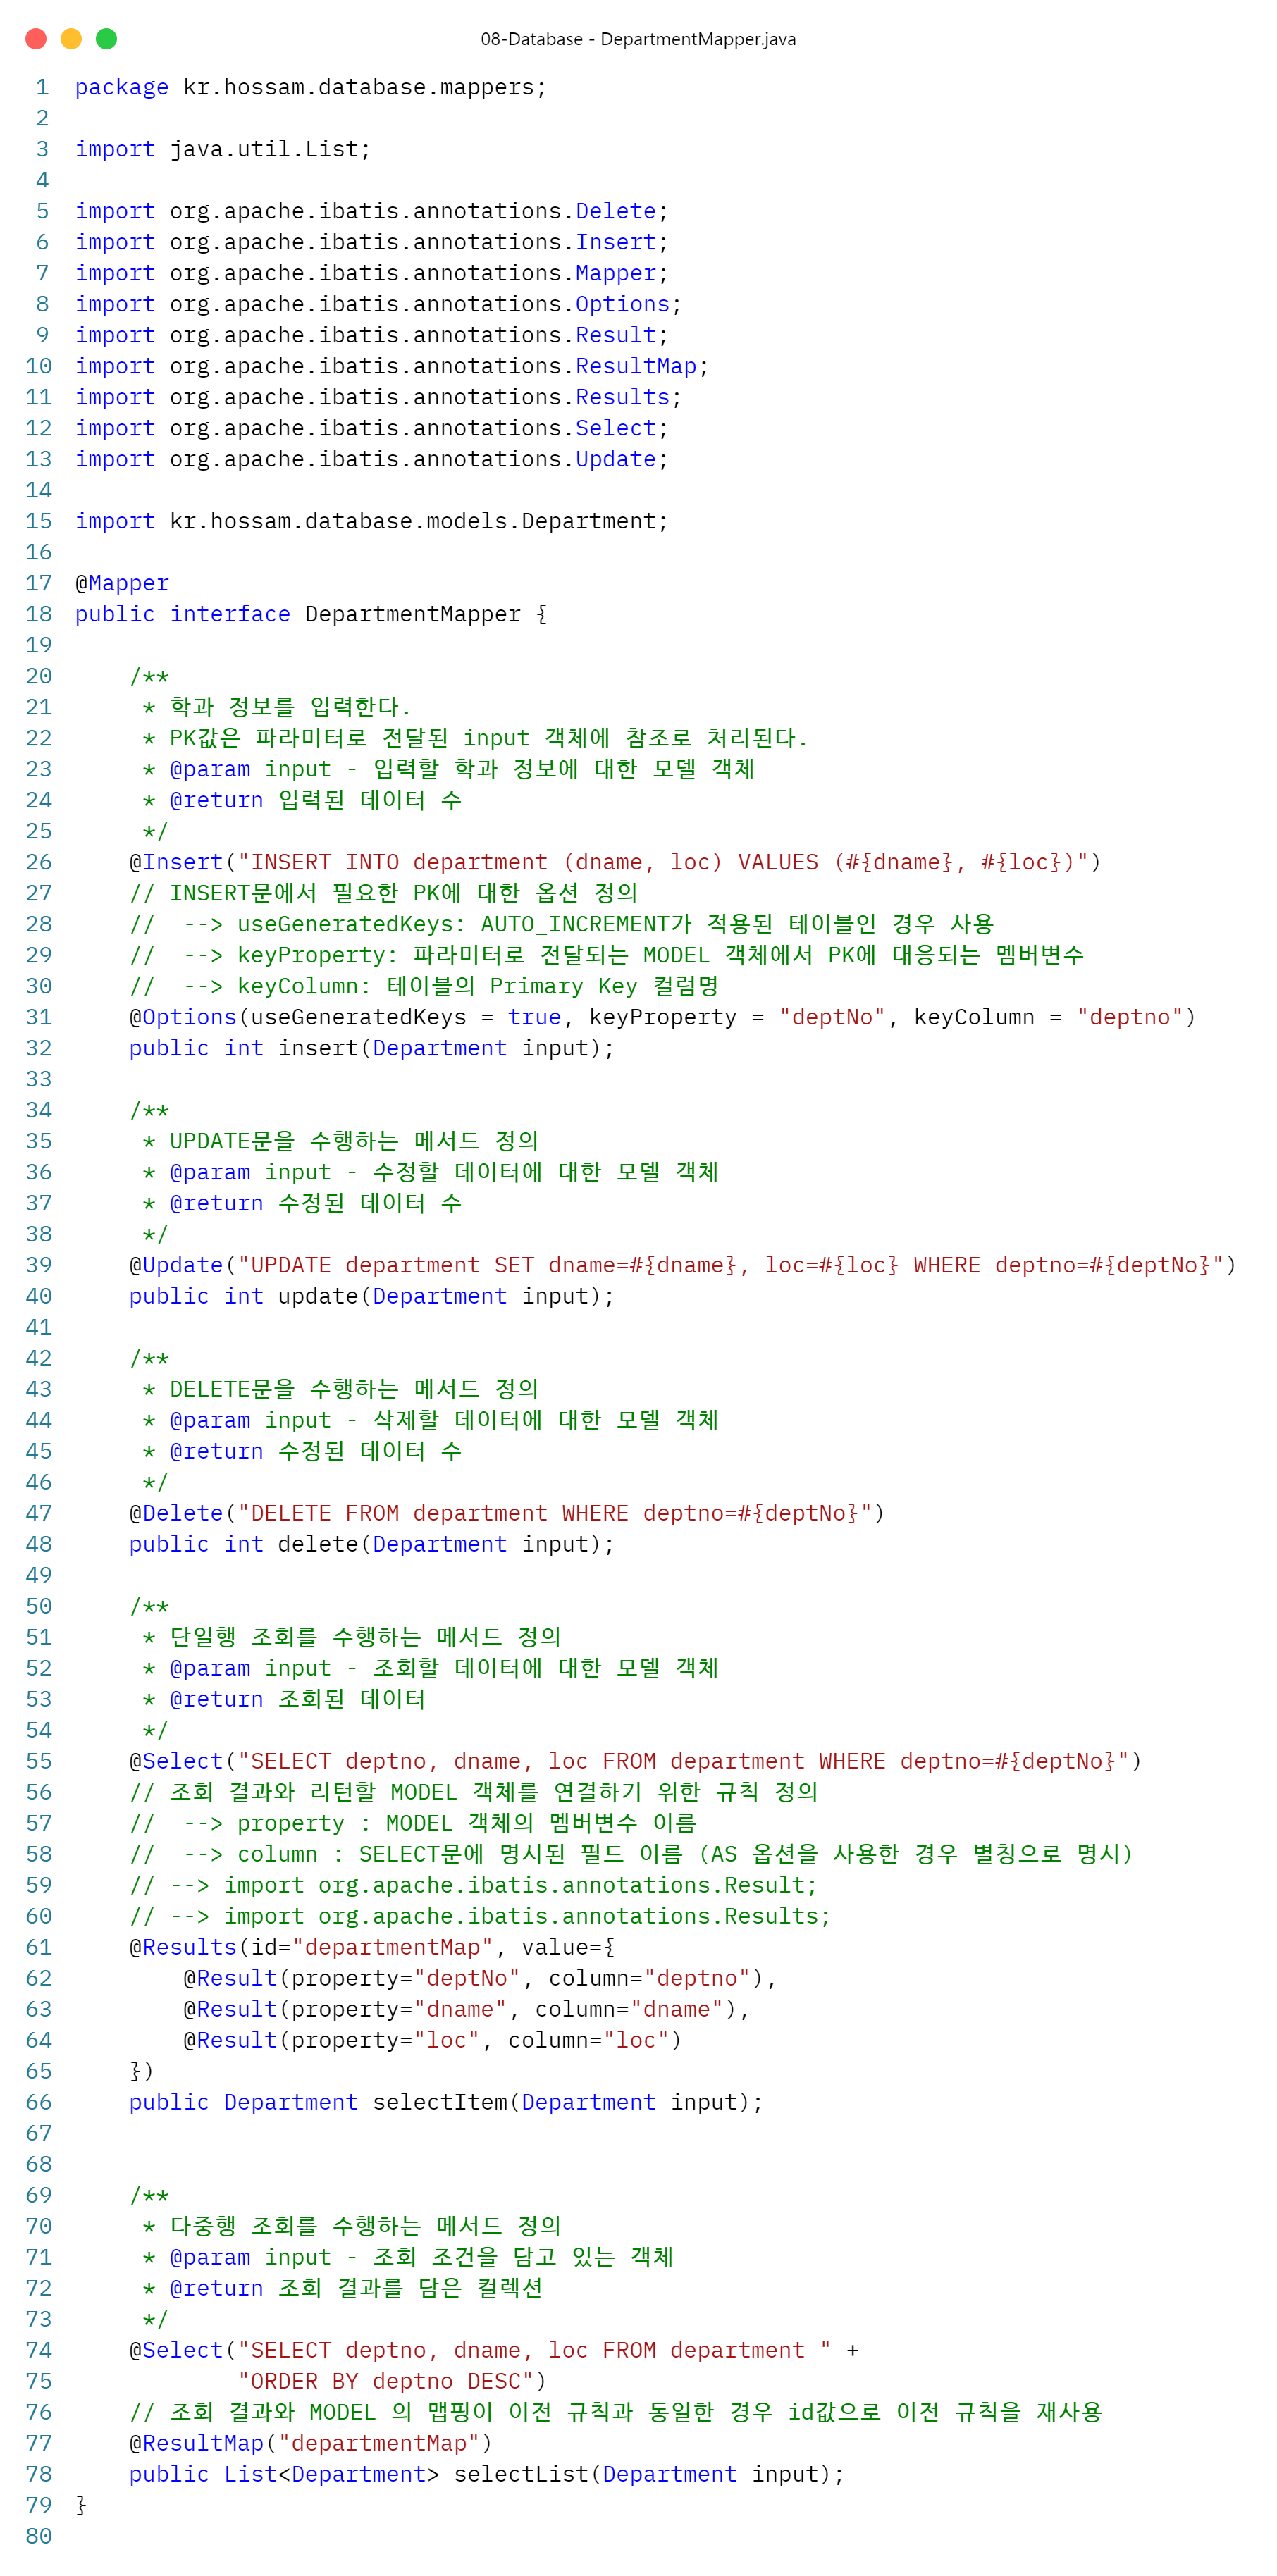 08-Database - DepartmentMapper.java
1 package kr.hossam.database.mappers;
2
3 import java.util.List;
4
5 import org.apache.ibatis.annotations.Delete;
6 import org.apache.ibatis.annotations.Insert;
7 import org.apache.ibatis.annotations.Mapper;
8 import org.apache.ibatis.annotations.Options;
9 import org.apache.ibatis.annotations.Result;
10 import org.apache.ibatis.annotations.ResultMap;
11 import org.apache.ibatis.annotations.Results;
12 import org.apache.ibatis.annotations.Select;
13 import org.apache.ibatis.annotations.Update;
14
15 import kr.hossam.database.models.Department;
16
17 @Mapper
18 public interface DepartmentMapper {
19
20     /**
21      * 학과 정보를 입력한다.
22      * PK값은 파라미터로 전달된 input 객체에 참조로 처리된다.
23      * @param input - 입력할 학과 정보에 대한 모델 객체
24      * @return 입력된 데이터 수
25      */
26     @Insert("INSERT INTO department (dname, loc) VALUES (#{dname}, #{loc})")
27     // INSERT문에서 필요한 PK에 대한 옵션 정의
28     //  --> useGeneratedKeys: AUTO_INCREMENT가 적용된 테이블인 경우 사용
29     //  --> keyProperty: 파라미터로 전달되는 MODEL 객체에서 PK에 대응되는 멤버변수
30     //  --> keyColumn: 테이블의 Primary Key 컬럼명
31     @Options(useGeneratedKeys = true, keyProperty = "deptNo", keyColumn = "deptno")
32     public int insert(Department input);
33
34     /**
35      * UPDATE문을 수행하는 메서드 정의
36      * @param input - 수정할 데이터에 대한 모델 객체
37      * @return 수정된 데이터 수
38      */
39     @Update("UPDATE department SET dname=#{dname}, loc=#{loc} WHERE deptno=#{deptNo}")
40     public int update(Department input);
41
42     /**
43      * DELETE문을 수행하는 메서드 정의
44      * @param input - 삭제할 데이터에 대한 모델 객체
45      * @return 수정된 데이터 수
46      */
47     @Delete("DELETE FROM department WHERE deptno=#{deptNo}")
48     public int delete(Department input);
49
50     /**
51      * 단일행 조회를 수행하는 메서드 정의
52      * @param input - 조회할 데이터에 대한 모델 객체
53      * @return 조회된 데이터
54      */
55     @Select("SELECT deptno, dname, loc FROM department WHERE deptno=#{deptNo}")
56     // 조회 결과와 리턴할 MODEL 객체를 연결하기 위한 규칙 정의
57     //  --> property : MODEL 객체의 멤버변수 이름
58     //  --> column : SELECT문에 명시된 필드 이름 (AS 옵션을 사용한 경우 별칭으로 명시)
59     // --> import org.apache.ibatis.annotations.Result;
60     // --> import org.apache.ibatis.annotations.Results;
61     @Results(id="departmentMap", value={
62         @Result(property="deptNo", column="deptno"),
63         @Result(property="dname", column="dname"),
64         @Result(property="loc", column="loc")
65     })
66     public Department selectItem(Department input);
67
68
69     /**
70      * 다중행 조회를 수행하는 메서드 정의
71      * @param input - 조회 조건을 담고 있는 객체
72      * @return 조회 결과를 담은 컬렉션
73      */
74     @Select("SELECT deptno, dname, loc FROM department " +
75             "ORDER BY deptno DESC")
76     // 조회 결과와 MODEL 의 맵핑이 이전 규칙과 동일한 경우 id값으로 이전 규칙을 재사용
77     @ResultMap("departmentMap")
78     public List<Department> selectList(Department input);
79 }
80